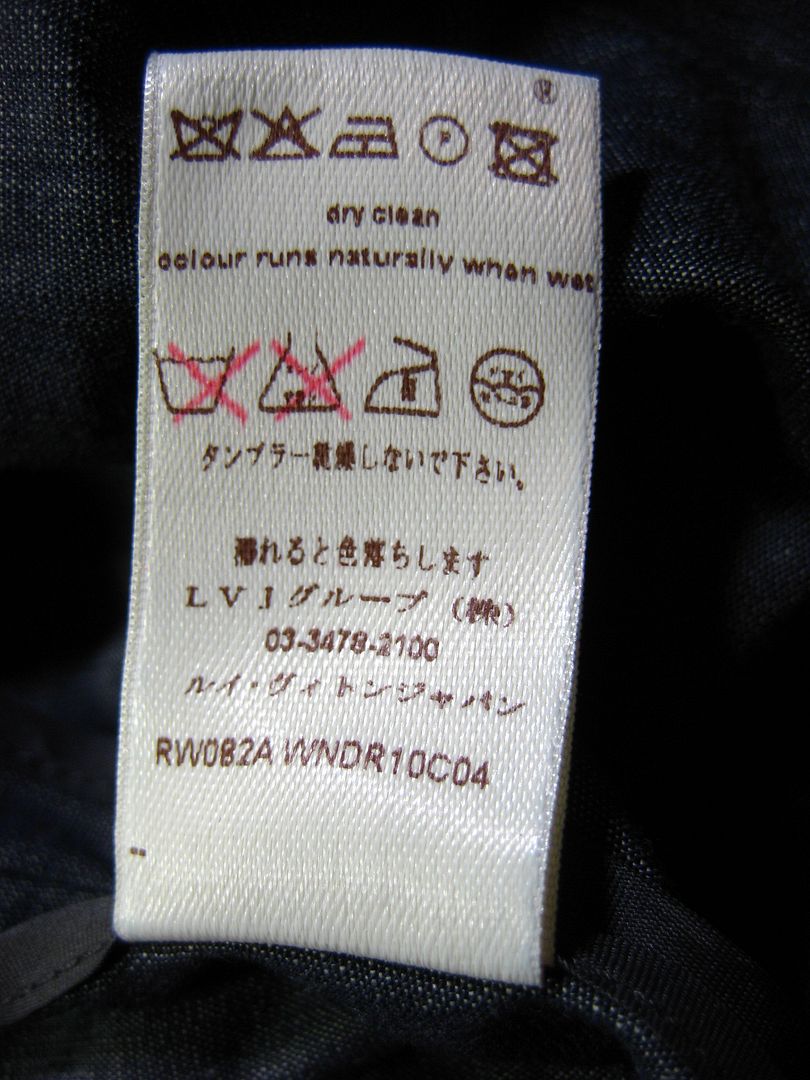 ®
P
dry clean
colour runs naturally when wet
タンブラー乾燥しないで下さい。
濡れると色落ちします
LVJグループ (株)
03-3478-2100
ルイ・ヴィトンジャパン
RW082A WNDR10C04